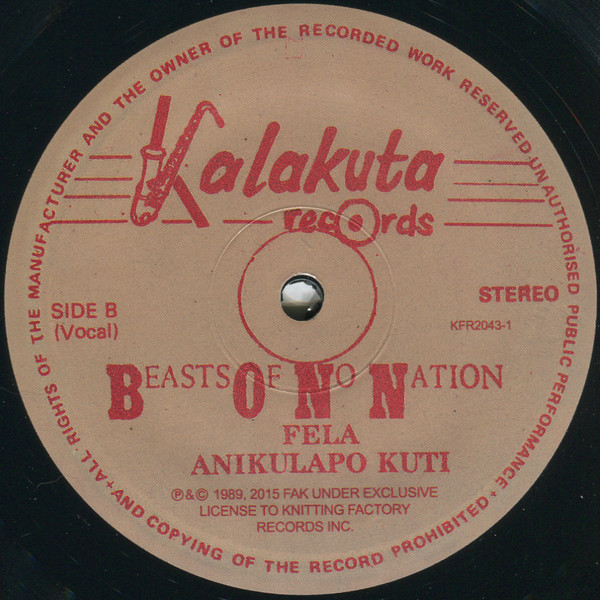 ALL RIGHTS OF THE MANUFACTURER AND THE OWNER OF THE RECORDED WORK RESERVED·UNAUTHORISED PUBLIC PERFORMANCE + AND COPYING OF THE RECORD PROHIBITED +
Kalakuta
records
SIDE B
(Vocal)
STEREO
KFR2043-1
BEASTS OF NO NATION
FELA
ANIKULAPO KUTI
℗&© 1989, 2015 FAK UNDER EXCLUSIVE
LICENSE TO KNITTING FACTORY
RECORDS INC.